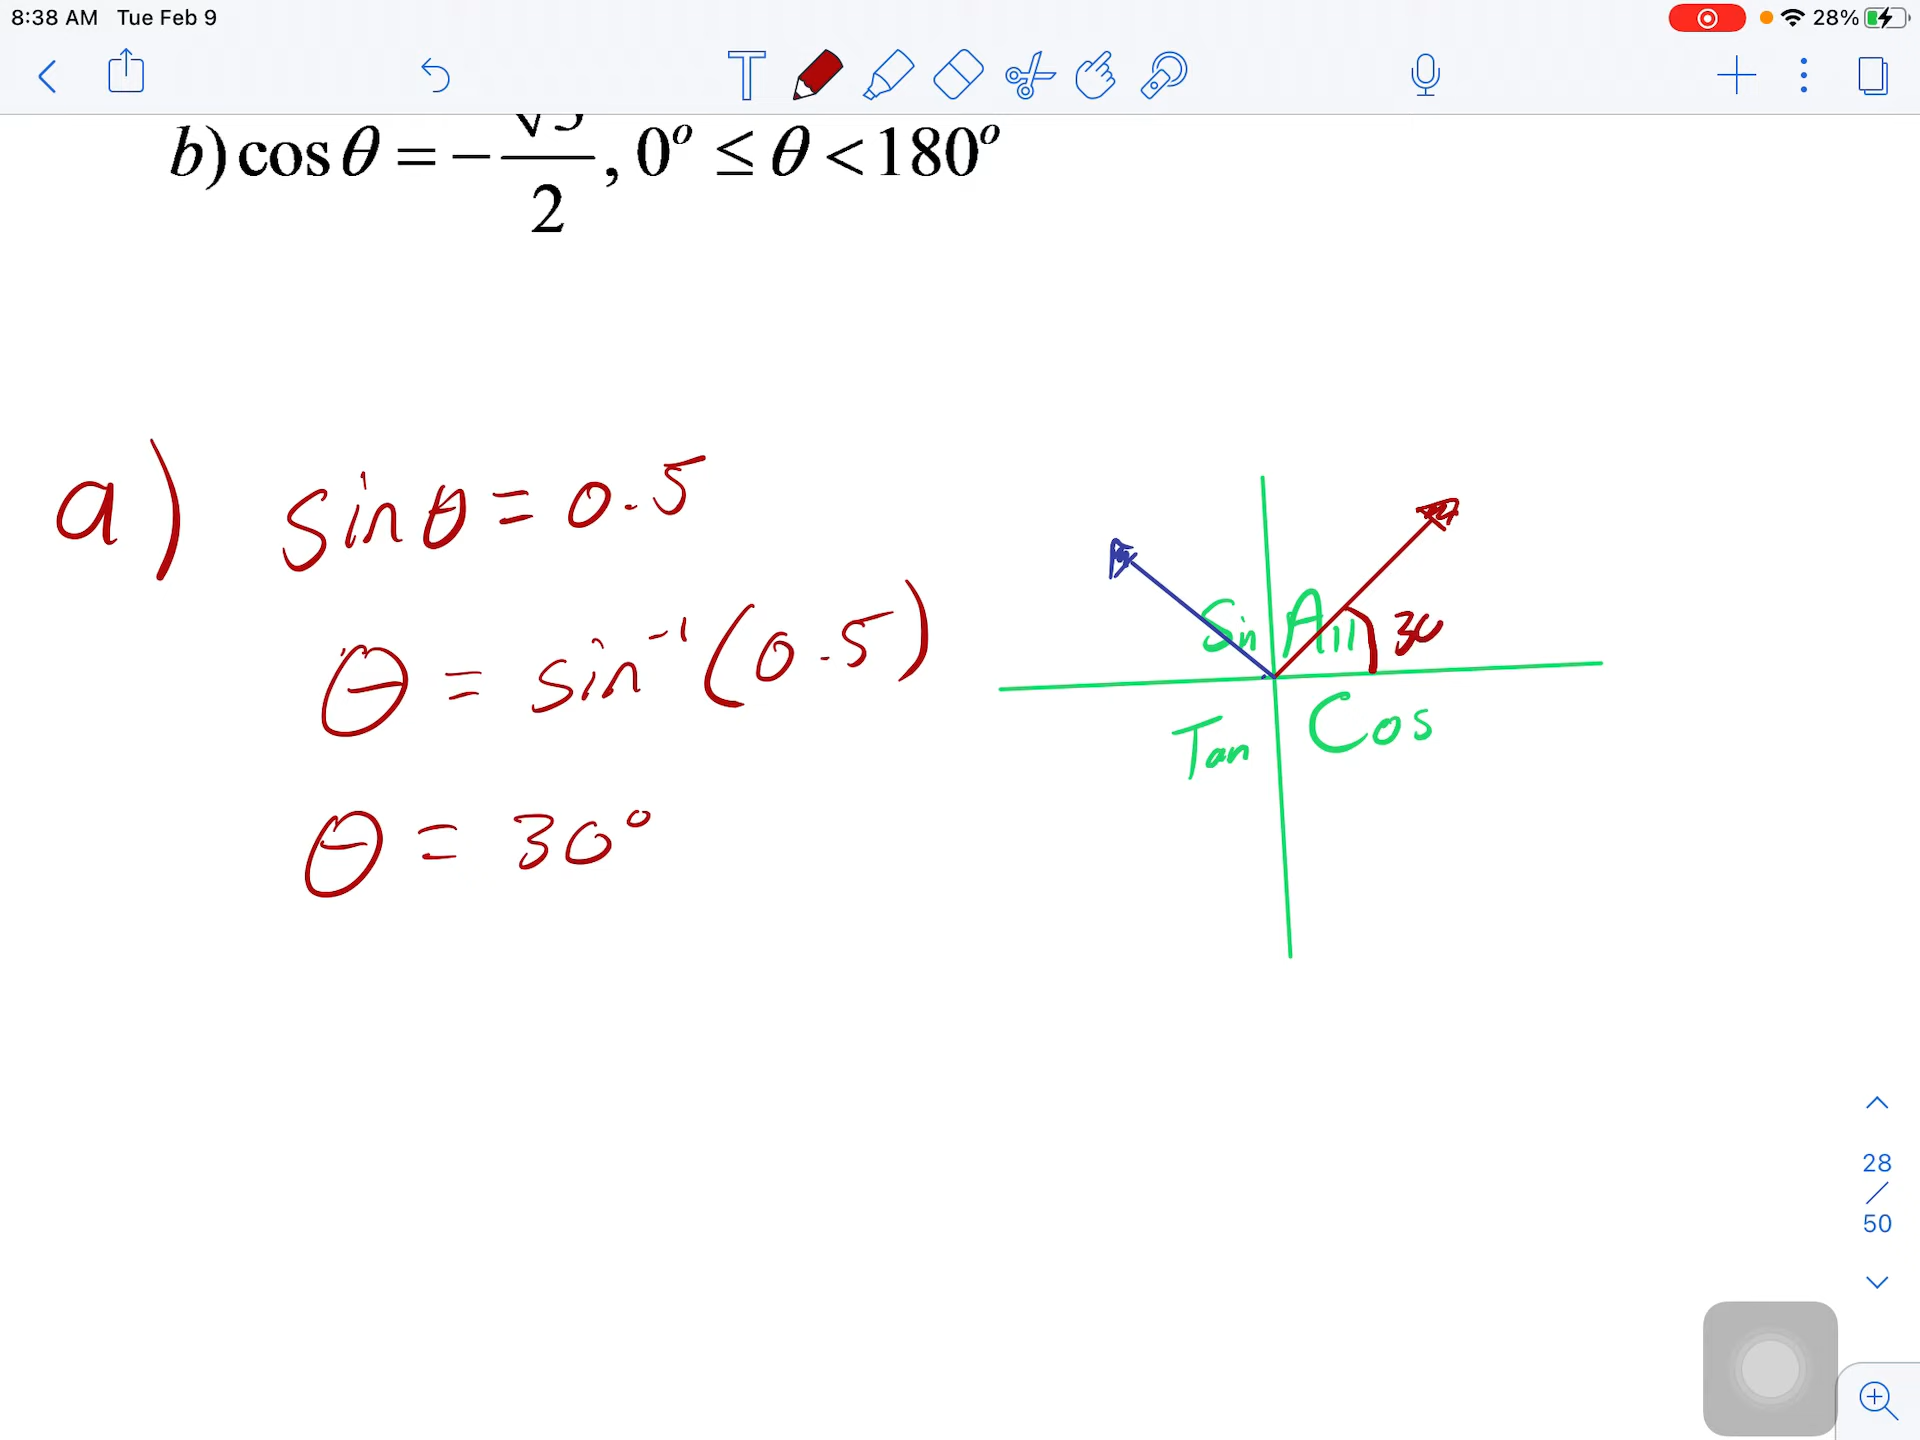 8:38 AM Tue Feb 9
28%
T
b) cos θ = -√3/2, 0° ≤ θ < 180°
a) sin θ = 0.5
θ = sin⁻¹(0.5)
θ = 30°
Sin All 30
Tan Cos
28
/
50